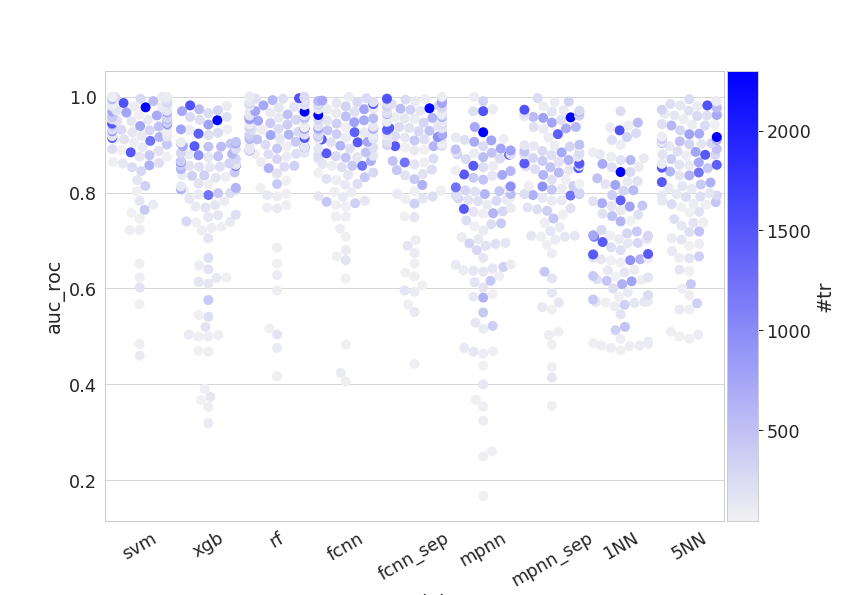 1.0
0.8
0.6
0.4
0.2
auc_roc
svm
xgb
rf
fcnn
fcnn_sep
mpnn
mpnn_sep
1NN
5NN
2000
1500
1000
500
#tr